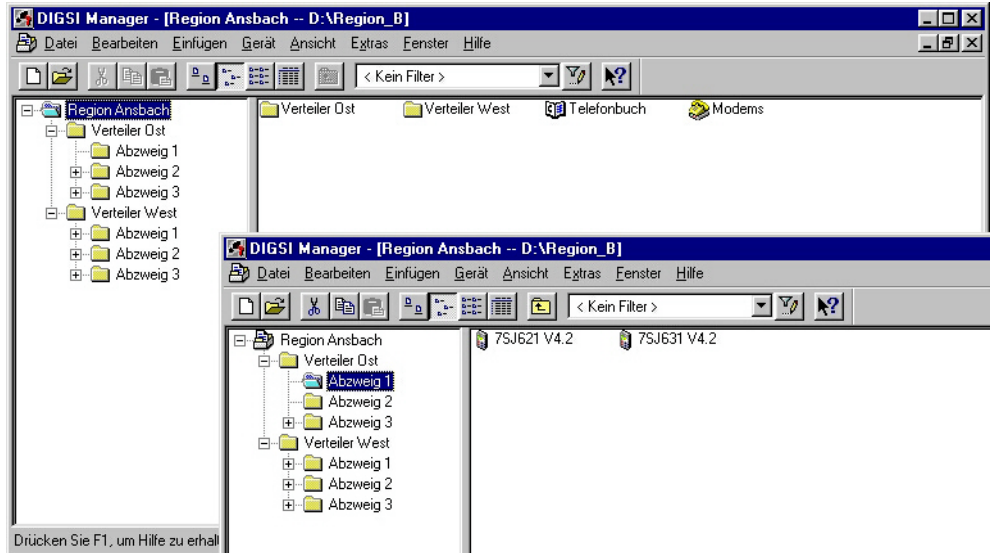 DIGSI Manager - [Region Ansbach -- D:\Region_B]
Datei Bearbeiten Einfügen Gerät Ansicht Extras Fenster Hilfe
< Kein Filter >
Region Ansbach
Verteiler Ost
Abzweig 1
Abzweig 2
Abzweig 3
Verteiler West
Abzweig 1
Abzweig 2
Abzweig 3
Verteiler Ost Verteiler West Telefonbuch Modems
Drücken Sie F1, um Hilfe zu erhal
DIGSI Manager - [Region Ansbach -- D:\Region_B]
Datei Bearbeiten Einfügen Gerät Ansicht Extras Fenster Hilfe
< Kein Filter >
Region Ansbach
Verteiler Ost
Abzweig 1
Abzweig 2
Abzweig 3
Verteiler West
Abzweig 1
Abzweig 2
Abzweig 3
7SJ621 V4.2 7SJ631 V4.2